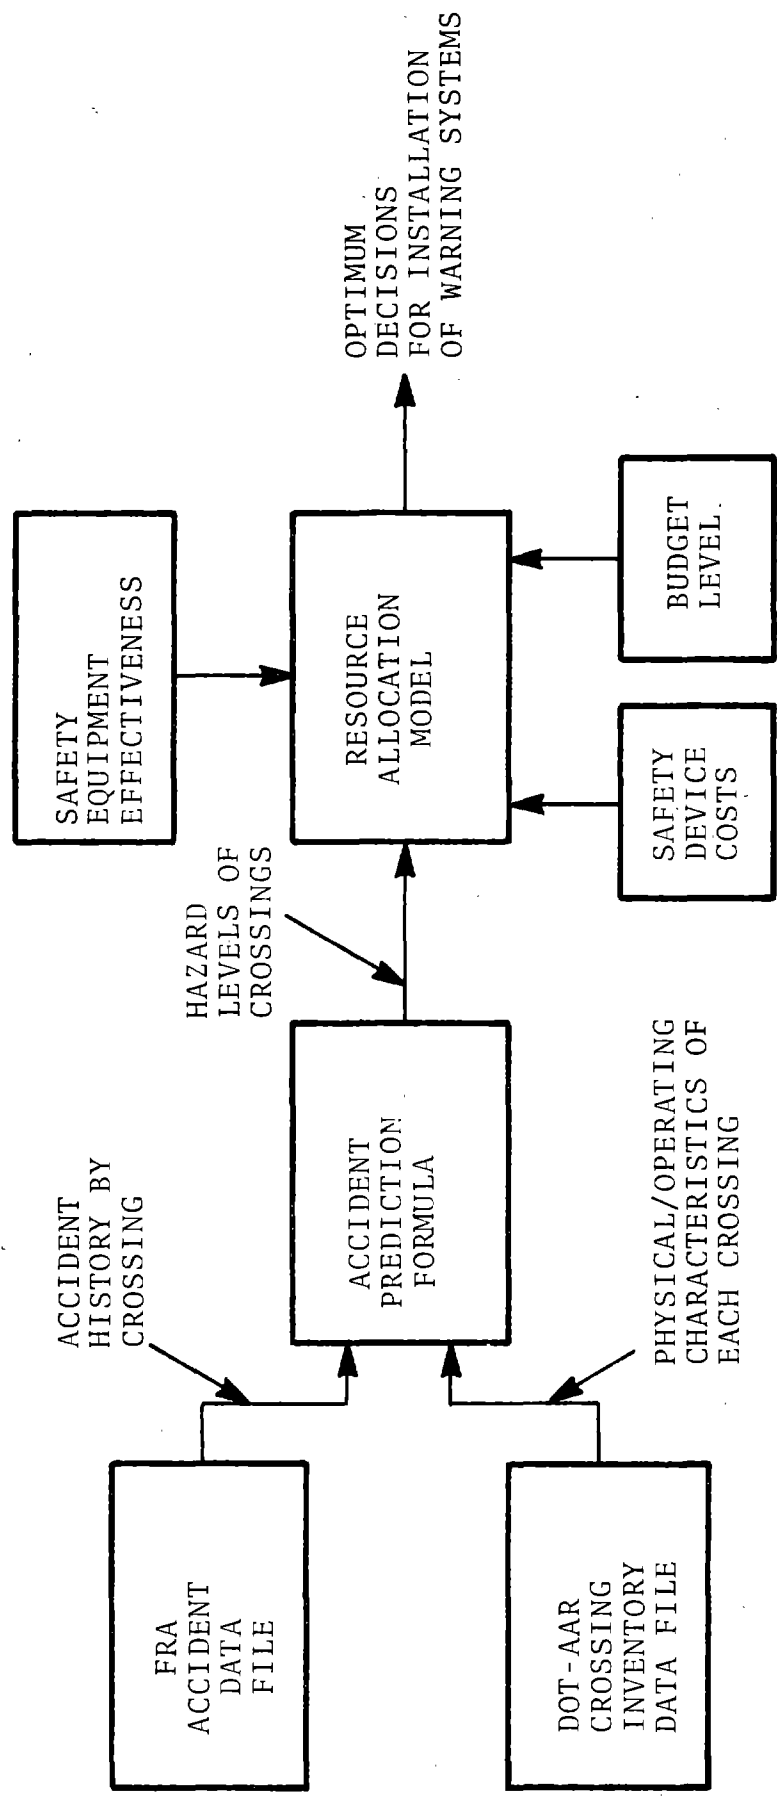 FRA
ACCIDENT
DATA
FILE
DOT-AAR
CROSSING
INVENTORY
DATA FILE
ACCIDENT
HISTORY BY
CROSSING
PHYSICAL/OPERATING
CHARACTERISTICS OF
EACH CROSSING
ACCIDENT
PREDICTION
FORMULA
HAZARD
LEVELS OF
CROSSINGS
SAFETY
EQUIPMENT
EFFECTIVENESS
RESOURCE
ALLOCATION
MODEL
SAFETY
DEVICE
COSTS
BUDGET
LEVEL
OPTIMUM
DECISIONS
FOR INSTALLATION
OF WARNING SYSTEMS